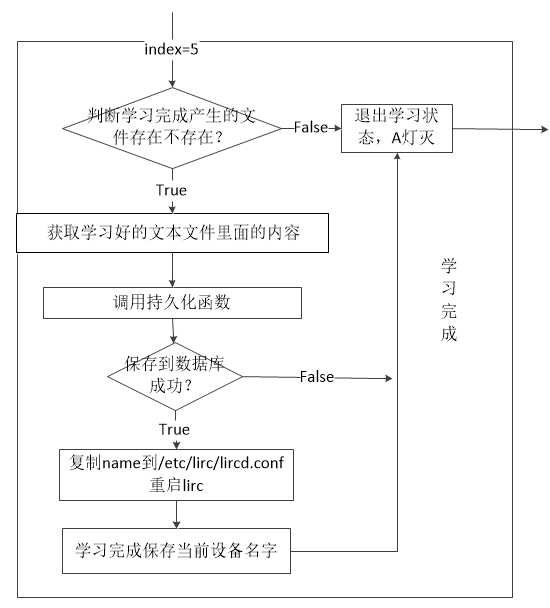 index=5
判断学习完成产生的文
件存在不存在？
False
退出学习状
态，A灯灭
True
获取学习好的文本文件里面的内容
学
习
完
成
调用持久化函数
保存到数据库
成功？
False
True
复制name到/etc/lirc/lircd.conf
重启lirc
学习完成保存当前设备名字